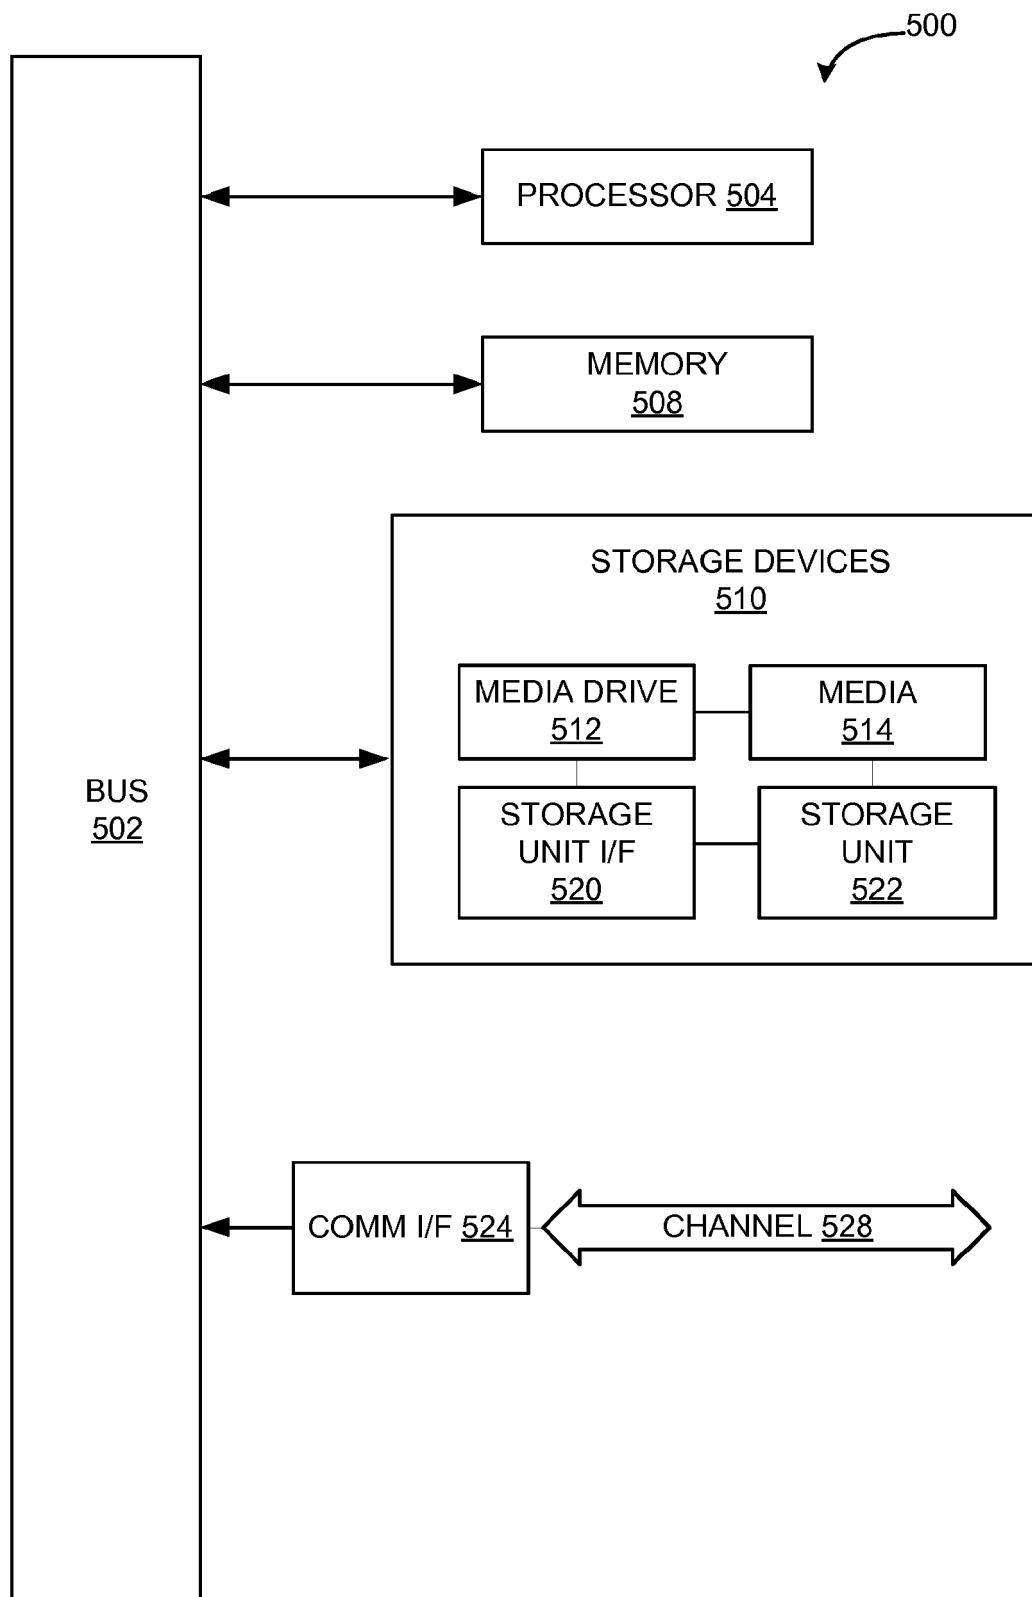 500
PROCESSOR 504
MEMORY
508
STORAGE DEVICES
510
MEDIA DRIVE
512
MEDIA
514
STORAGE
UNIT I/F
520
STORAGE
UNIT
522
BUS
502
COMM I/F 524
CHANNEL 528